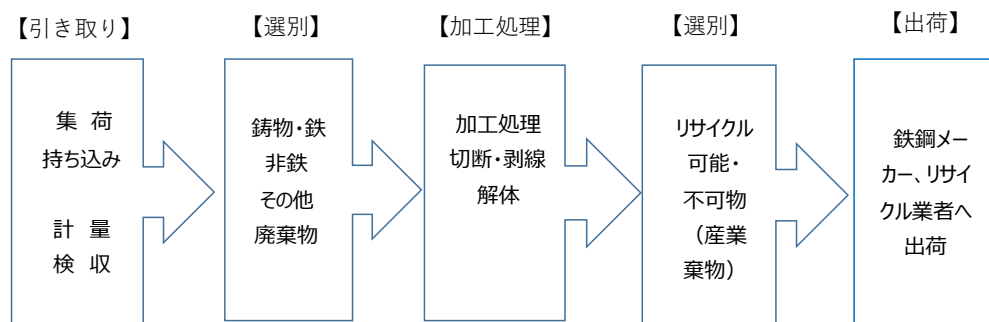 【引き取り】
【選別】
【加工処理】
【選別】
【出荷】
集 荷
持ち込み
計 量
検 収
鋳物・鉄
非鉄
その他
廃棄物
加工処理
切断・剥線
解体
リサイクル
可能・
不可物
（産業
棄物）
鉄鋼メー
カー、リサイ
クル業者へ
出荷